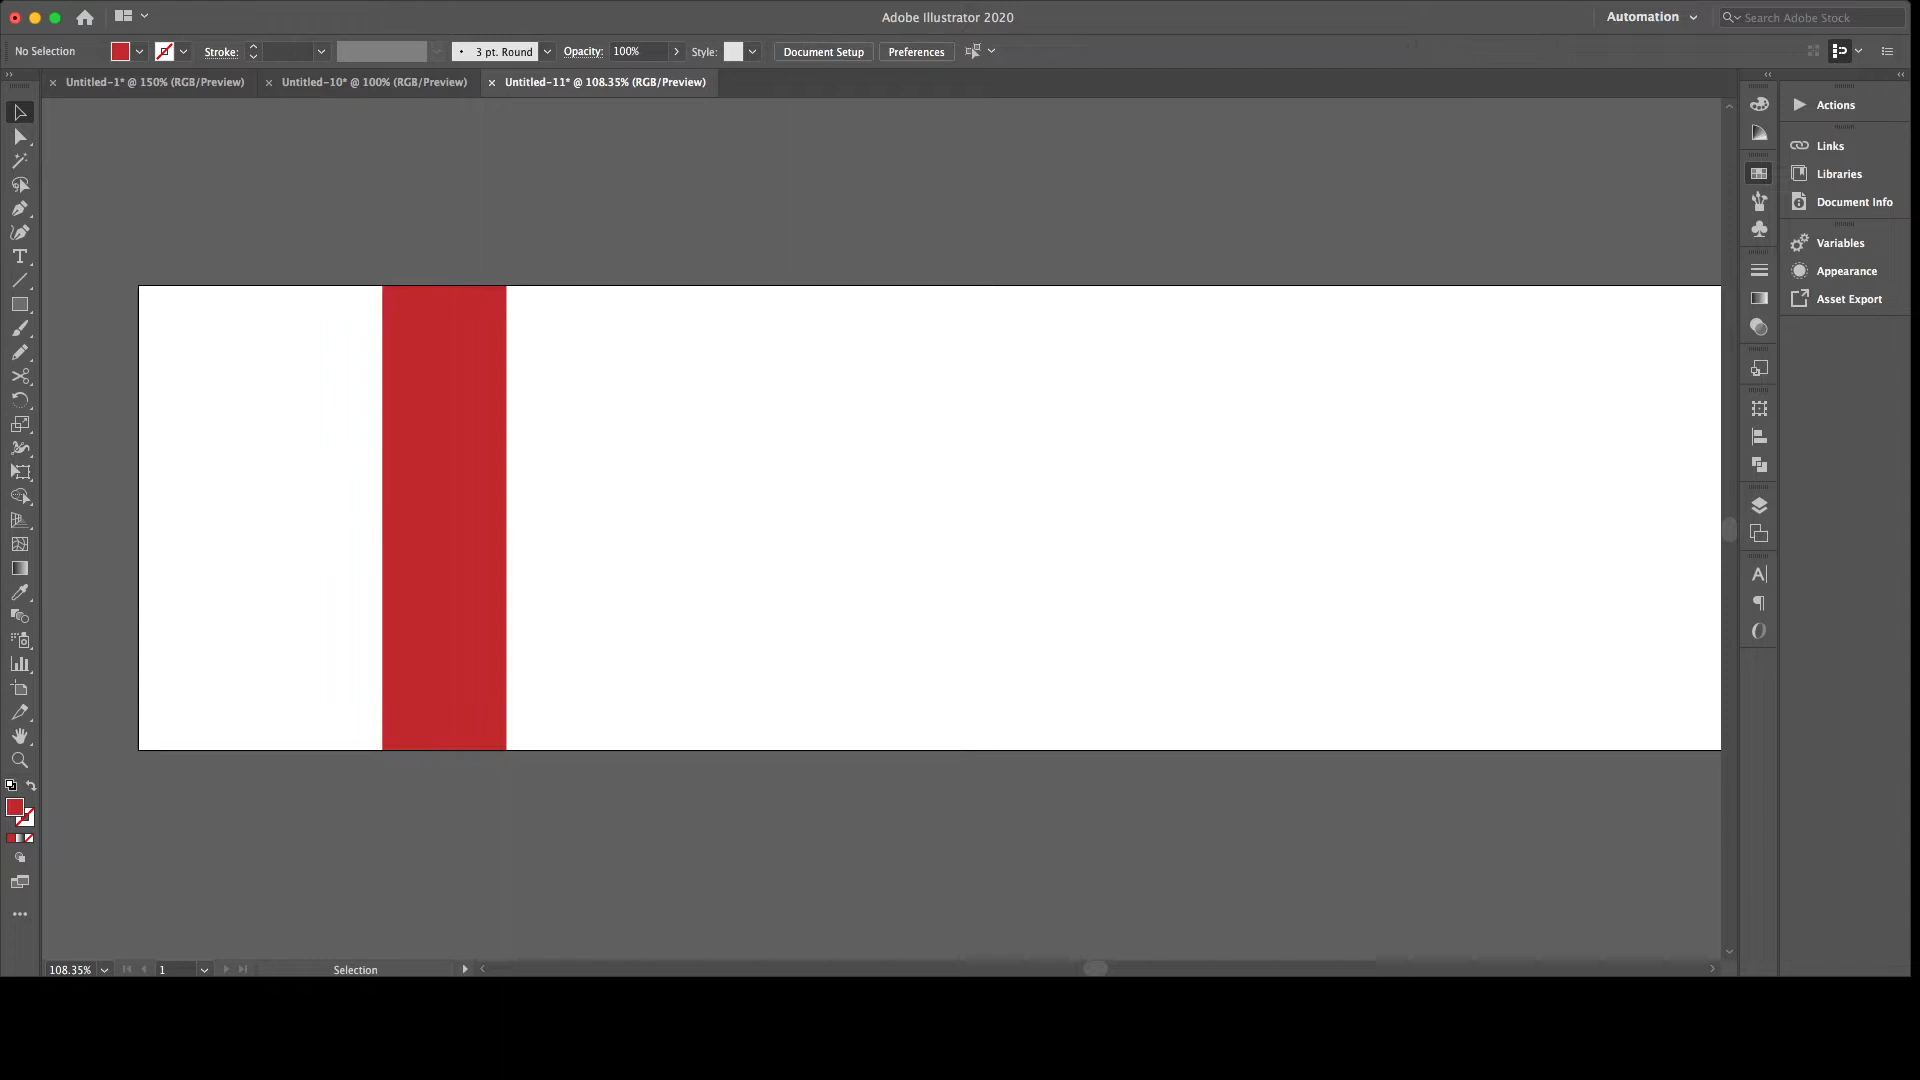 Adobe Illustrator 2020
Automation
Search Adobe Stock
No Selection
Stroke:
3 pt. Round
Opacity:
100%
Style:
Document Setup
Preferences
Untitled-1* @ 150% (RGB/Preview)
Untitled-10* @ 100% (RGB/Preview)
Untitled-11* @ 108.35% (RGB/Preview)
Actions
Links
Libraries
Document Info
Variables
Appearance
Asset Export
108.35%
1
Selection